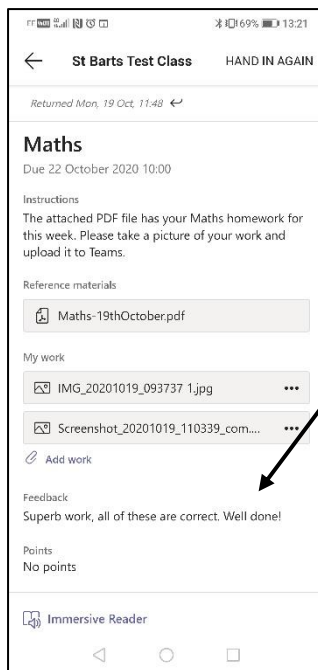 69% 13:21
St Barts Test Class HAND IN AGAIN
Returned Mon, 19 Oct, 11:48
Maths
Due 22 October 2020 10:00
Instructions
The attached PDF file has your Maths homework for
this week. Please take a picture of your work and
upload it to Teams.
Reference materials
Maths-19thOctober.pdf
My work
IMG_20201019_093737 1.jpg
Screenshot_20201019_110339_com....
Add work
Feedback
Superb work, all of these are correct. Well done!
Points
No points
Immersive Reader